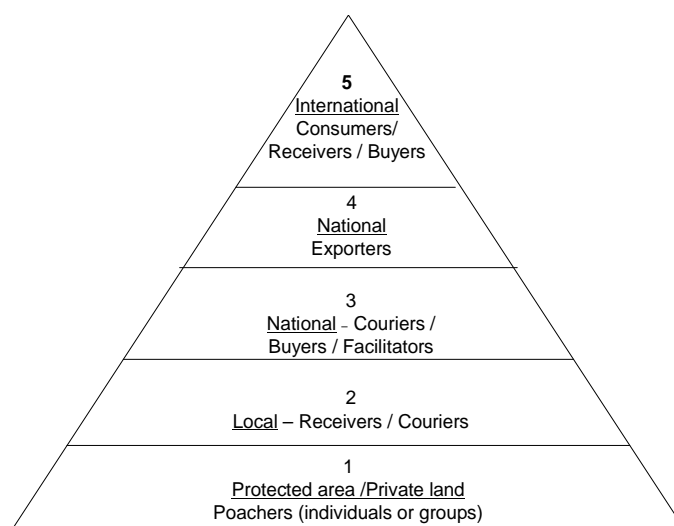 5
International
Consumers/
Receivers / Buyers
4
National
Exporters
3
National - Couriers /
Buyers / Facilitators
2
Local – Receivers / Couriers
1
Protected area /Private land
Poachers (individuals or groups)